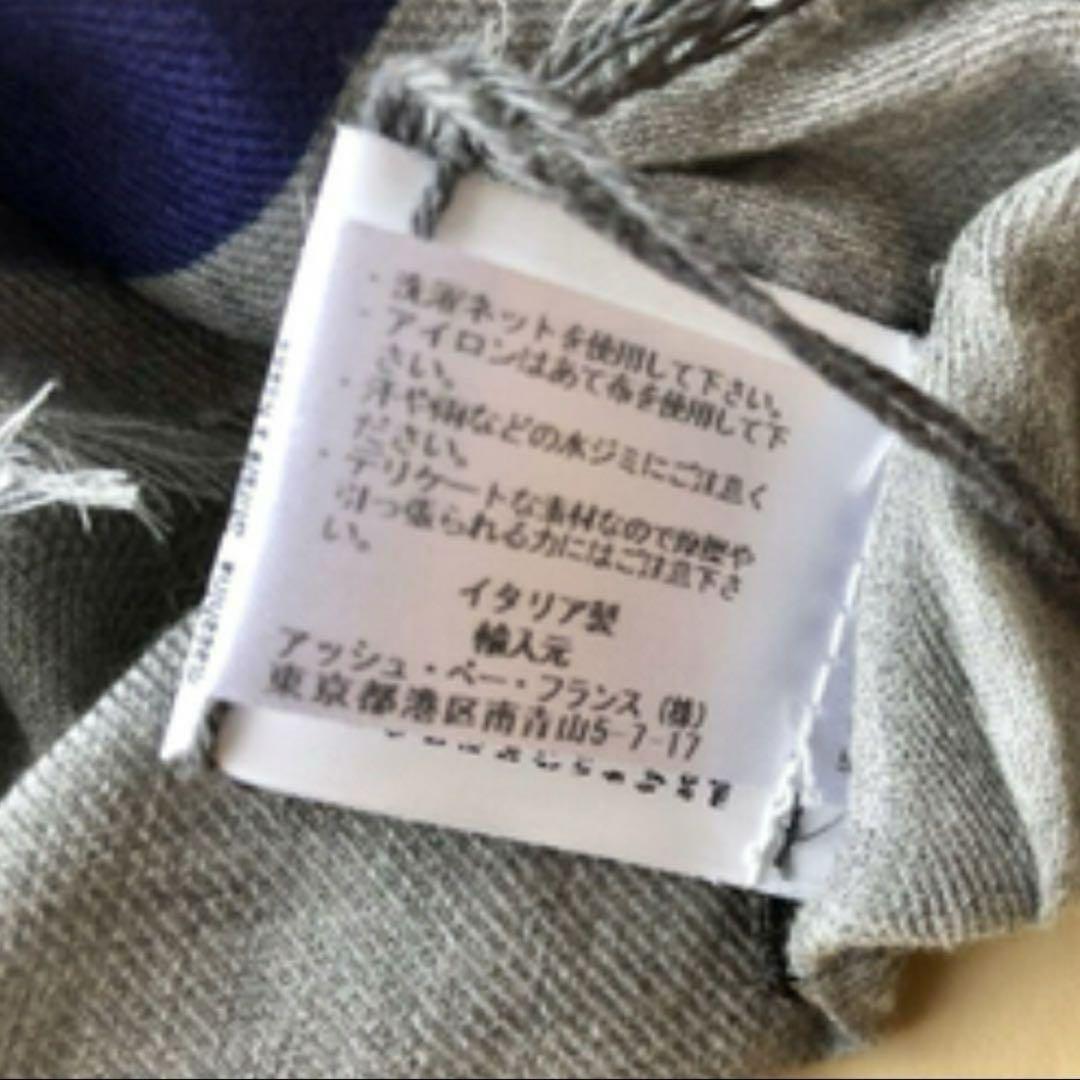 ・洗濯ネットを使用して下さい。
・アイロンはあて布を使用して下
さい。
・汗や雨などの水ジミにご注意く
ださい。
・デリケートな素材なので摩擦や
引っ張られる力にはご注意下さ
い。
イタリア製
輸入元
アッシュ・ペー・フランス (株)
東京都港区南青山5-7-17